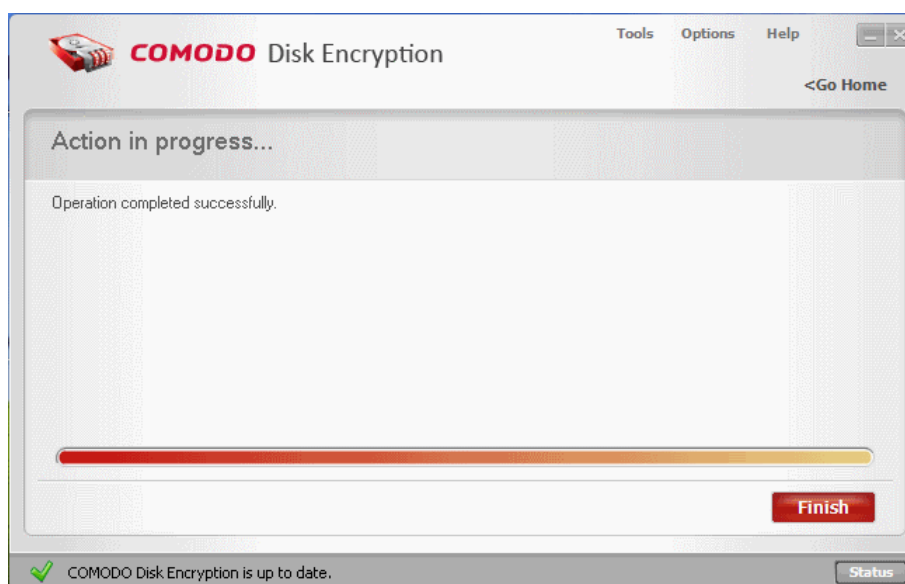 COMODO Disk Encryption
Tools Options Help
<Go Home
Action in progress...
Operation completed successfully.
Finish
COMODO Disk Encryption is up to date.
Status